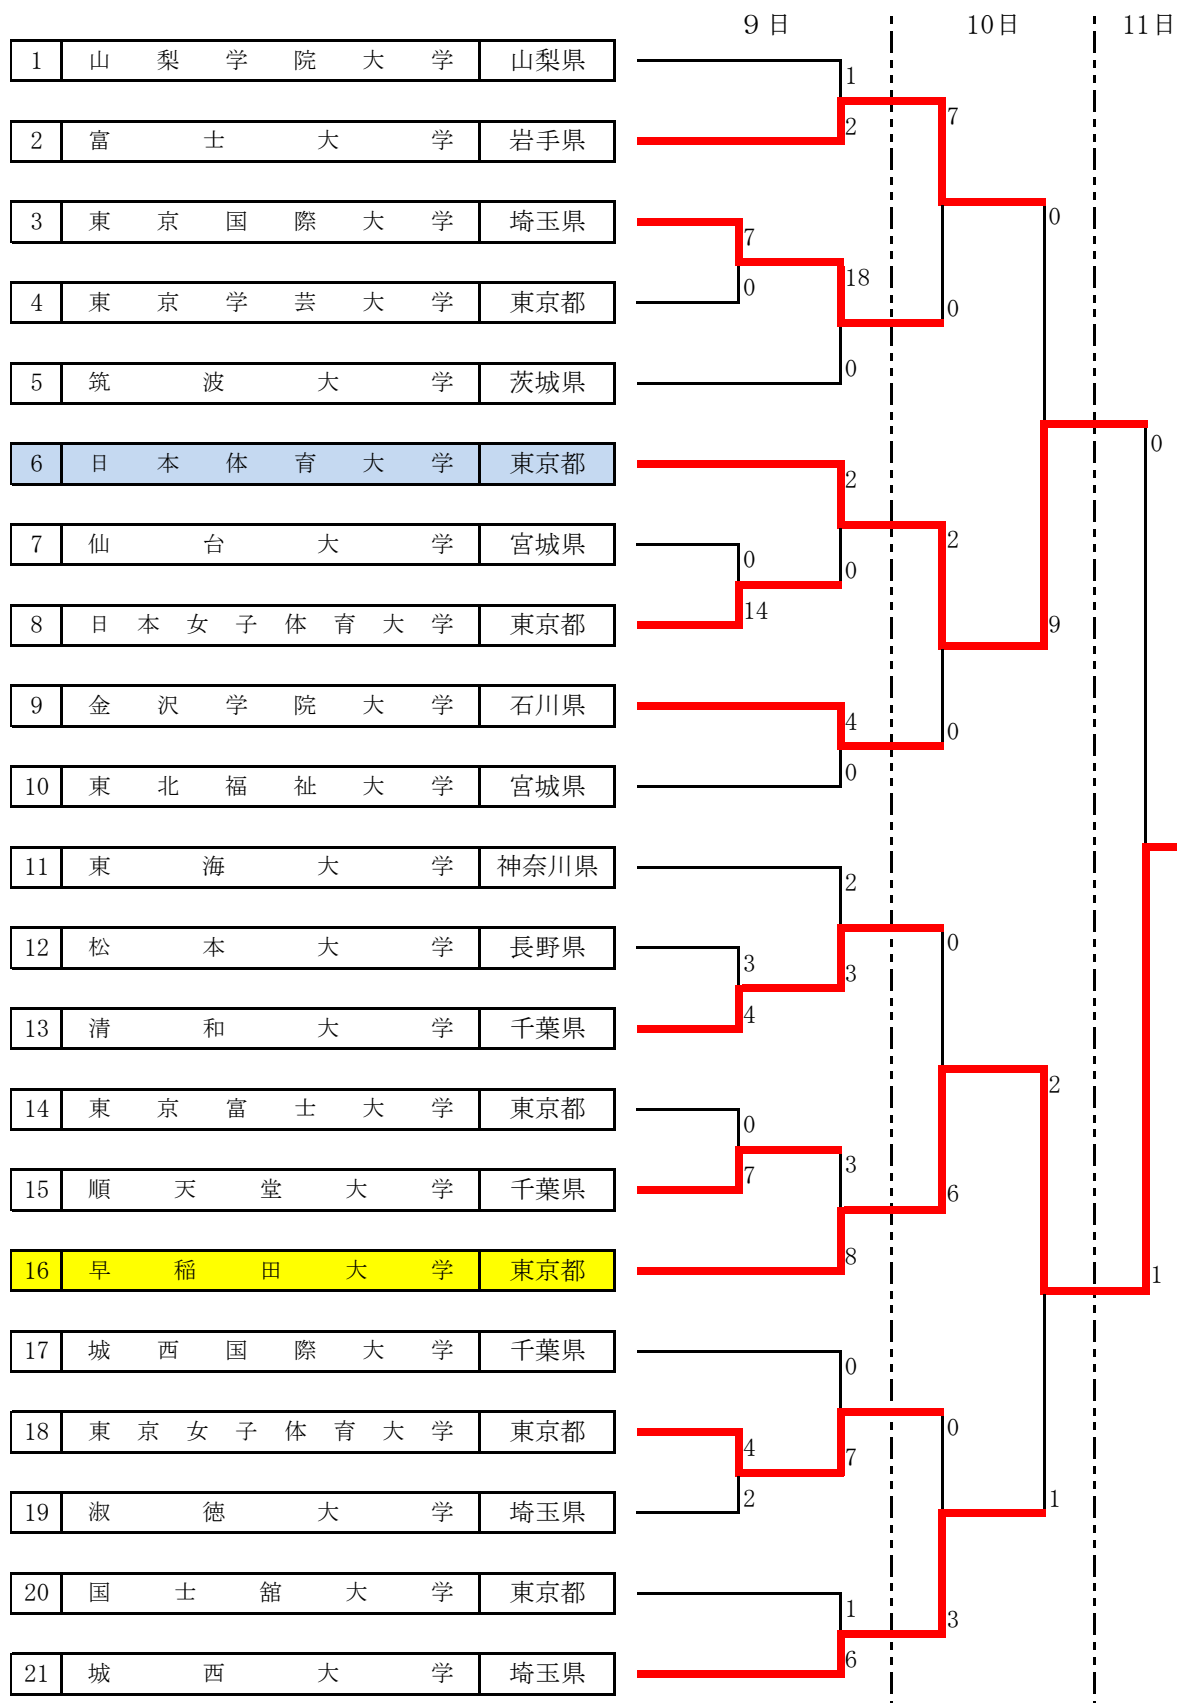 9日 10日 11日
1 山梨学院大学 山梨県
1
2 富士大学 岩手県
2
7
3 東京国際大学 埼玉県
7
0
18
4 東京学芸大学 東京都
0
0
5 筑波大学 茨城県
0
6 日本体育大学 東京都
2
0
7 仙台大学 宮城県
0
0
2
8 日本女子体育大学 東京都
14
9
9 金沢学院大学 石川県
4
0
10 東北福祉大学 宮城県
0
11 東海大学 神奈川県
2
12 松本大学 長野県
3
3
0
13 清和大学 千葉県
4
2
14 東京富士大学 東京都
0
3
15 順天堂大学 千葉県
7
6
16 早稲田大学 東京都
8
1
17 城西国際大学 千葉県
0
18 東京女子体育大学 東京都
4
7
0
19 淑徳大学 埼玉県
2
1
20 国士舘大学 東京都
1
3
21 城西大学 埼玉県
6